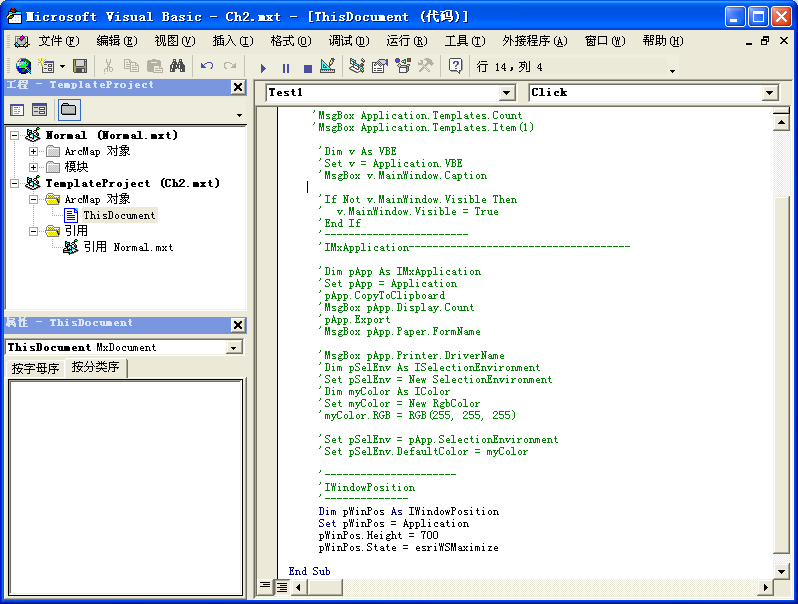 Microsoft Visual Basic - Ch2.mxt - [ThisDocument (代码)]
文件(F) 编辑(E) 视图(V) 插入(I) 格式(O) 调试(D) 运行(R) 工具(T) 外接程序(A) 窗口(W) 帮助(H)
行 14, 列 4
工程 - TemplateProject
Normal (Normal.mxt)
ArcMap 对象
模块
TemplateProject (Ch2.mxt)
ArcMap 对象
ThisDocument
引用
引用 Normal.mxt
属性 - ThisDocument
ThisDocument MxDocument
按字母序 按分类序
Test1 Click
'MsgBox Application.Templates.Count
'MsgBox Application.Templates.Item(1)
'Dim v As VBE
'Set v = Application.VBE
'MsgBox v.MainWindow.Caption
'If Not v.MainWindow.Visible Then
'  v.MainWindow.Visible = True
'End If
'------------------------
'IMxApplication-------------------------------------
'Dim pApp As IMxApplication
'Set pApp = Application
'pApp.CopyToClipboard
'MsgBox pApp.Display.Count
'pApp.Export
'MsgBox pApp.Paper.FormName
'MsgBox pApp.Printer.DriverName
'Dim pSelEnv As ISelectionEnvironment
'Set pSelEnv = New SelectionEnvironment
'Dim myColor As IColor
'Set myColor = New RgbColor
'myColor.RGB = RGB(255, 255, 255)
'Set pSelEnv = pApp.SelectionEnvironment
'Set pSelEnv.DefaultColor = myColor
'----------------------
'IWindowPosition
'--------------
Dim pWinPos As IWindowPosition
Set pWinPos = Application
pWinPos.Height = 700
pWinPos.State = esriWSMaximize
End Sub